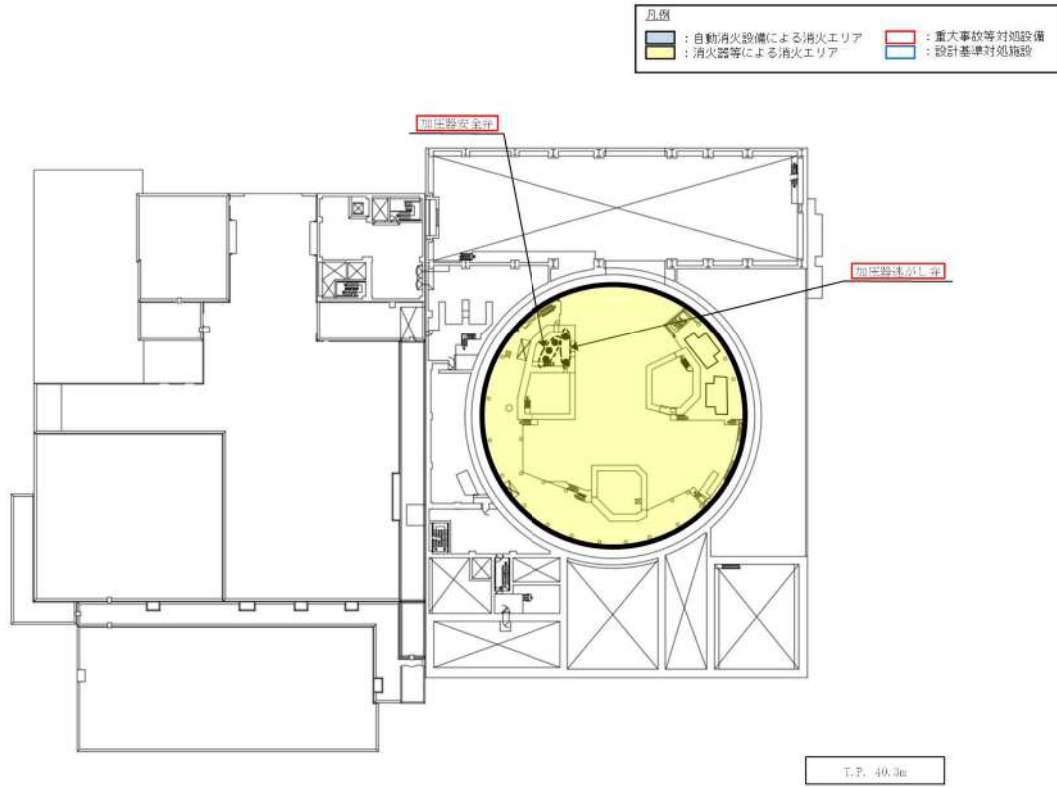 凡例
：自動消火設備による消火エリア
：重大事故等対処設備
：消火器等による消火エリア
：設計基準対処施設
加圧器安全弁
加圧器逃がし弁
T.P. 40.3m